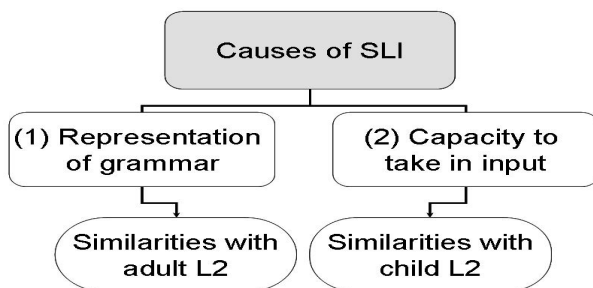 Causes of SLI
(1) Representation
of grammar
(2) Capacity to
take in input
Similarities with
adult L2
Similarities with
child L2